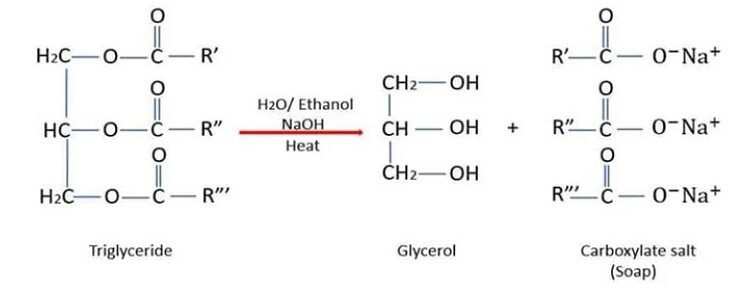 O
H₂C—O—C—R'
O
HC—O—C—R"
O
H₂C—O—C—R"'
Triglyceride
H2O/ Ethanol
NaOH
Heat
CH₂—OH
CH—OH
CH₂—OH
Glycerol
+
O
R'—C—O⁻Na⁺
O
R"—C—O⁻Na⁺
O
R"'—C—O⁻Na⁺
Carboxylate salt
(Soap)